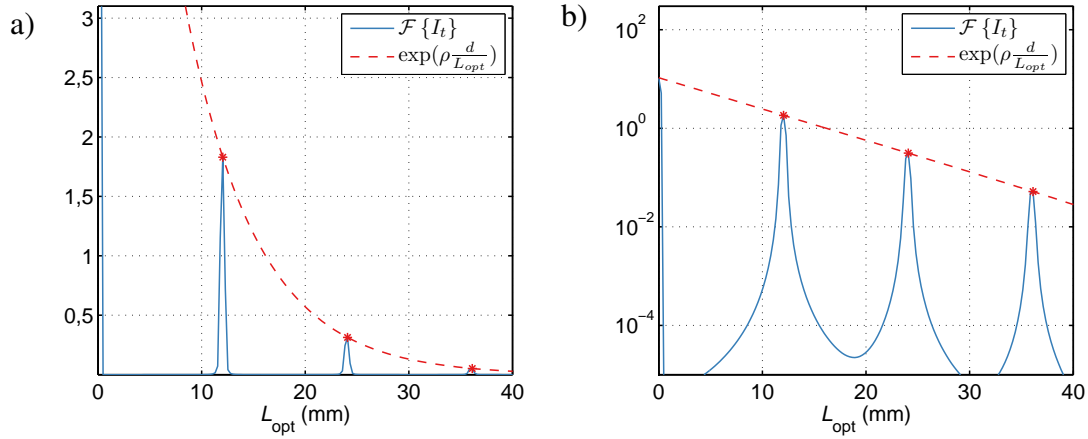 a)
3
2,5
2
1,5
1
0,5
0 10 20 30 40
L_opt (mm)
ℱ {I_t}
exp(ρ d/L_opt)
b)
10^2
10^0
10^-2
10^-4
0 10 20 30 40
L_opt (mm)
ℱ {I_t}
exp(ρ d/L_opt)